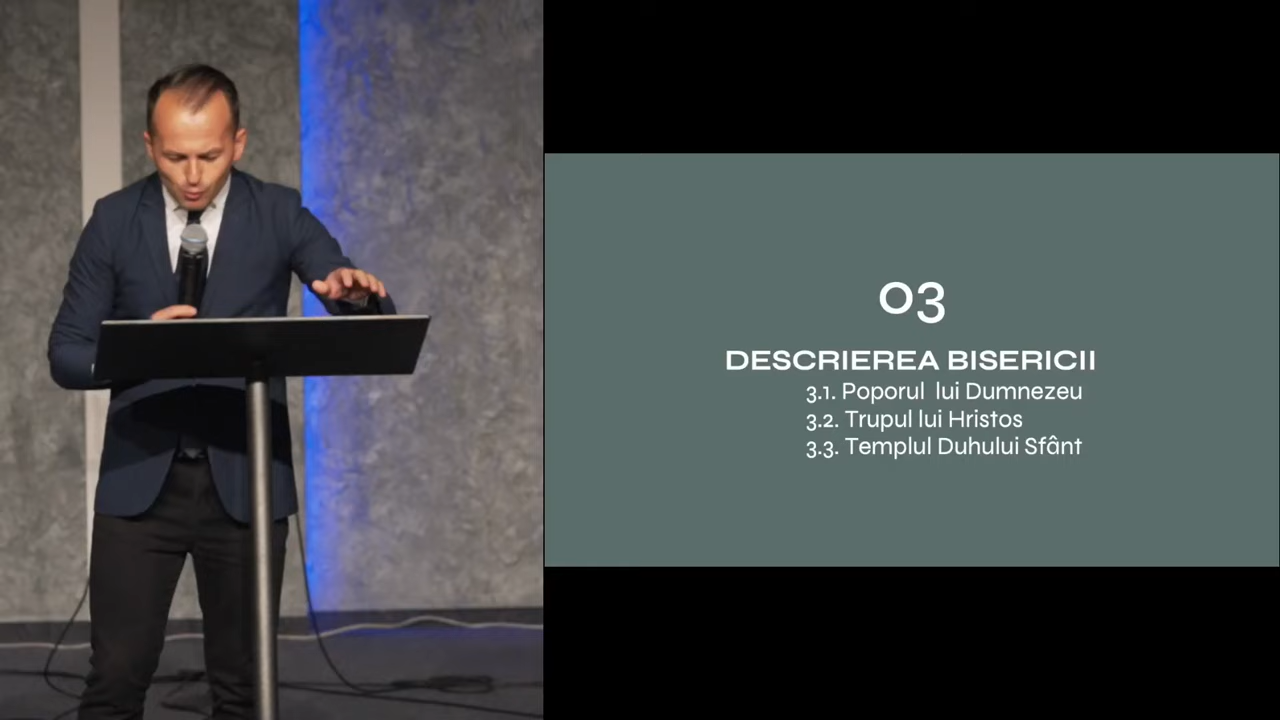 03
DESCRIEREA BISERICII
3.1. Poporul lui Dumnezeu
3.2. Trupul lui Hristos
3.3. Templul Duhului Sfânt